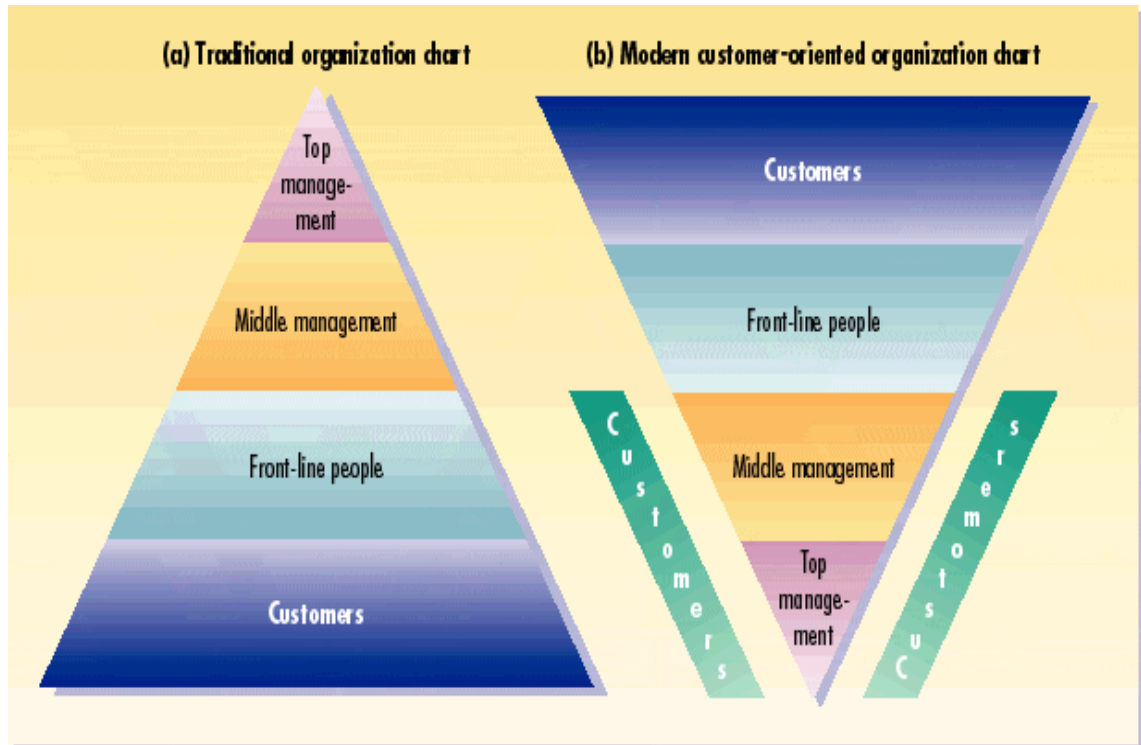 (a) Traditional organization chart
Top
manage-
ment
Middle management
Front-line people
Customers
(b) Modern customer-oriented organization chart
Customers
Front-line people
Middle management
Top
manage-
ment
Customers
Customers